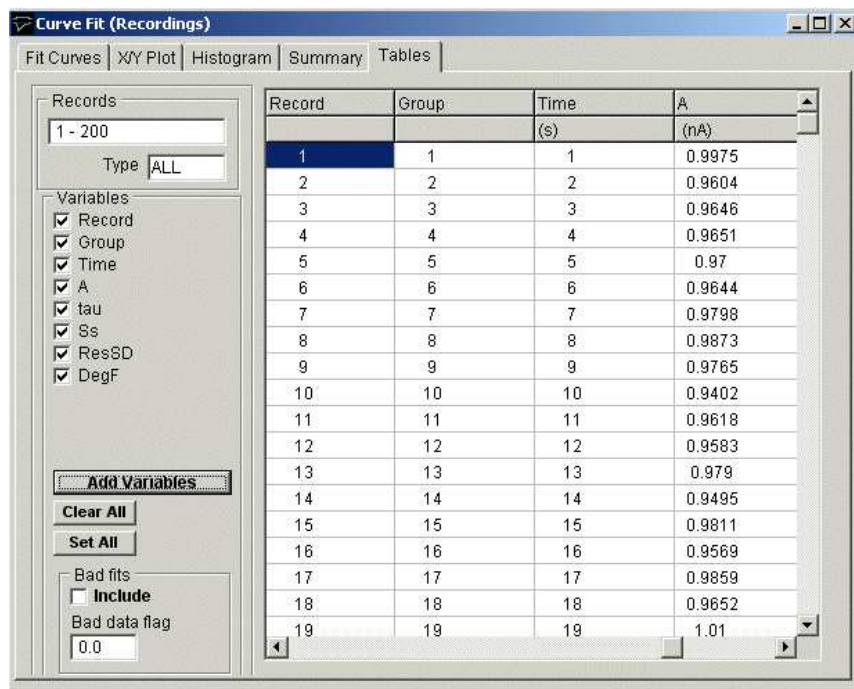 Curve Fit (Recordings)
Fit Curves X/Y Plot Histogram Summary Tables
Records
1 - 200
Type ALL
Variables
Record
Group
Time
A
tau
Ss
ResSD
DegF
Add Variables
Clear All
Set All
Bad fits
Include
Bad data flag
0.0
Record Group Time A
(s) (nA)
1 1 1 0.9975
2 2 2 0.9604
3 3 3 0.9646
4 4 4 0.9651
5 5 5 0.97
6 6 6 0.9644
7 7 7 0.9798
8 8 8 0.9873
9 9 9 0.9765
10 10 10 0.9402
11 11 11 0.9618
12 12 12 0.9583
13 13 13 0.979
14 14 14 0.9495
15 15 15 0.9811
16 16 16 0.9569
17 17 17 0.9859
18 18 18 0.9652
19 19 19 1.01